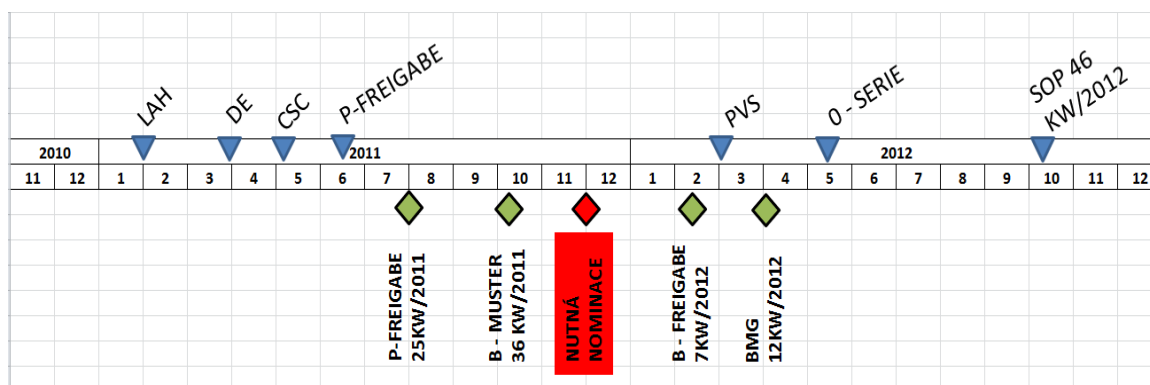 LAH
DE
CSC
P-FREIGABE
PVS
0 - SERIE
SOP 46
KW/2012
2010 2011 2012
11 12 1 2 3 4 5 6 7 8 9 10 11 12 1 2 3 4 5 6 7 8 9 10 11 12
P-FREIGABE
25KW/2011
B - MUSTER
36 KW/2011
NUTNÁ
NOMINACE
B - FREIGABE
7KW/2012
BMG
12KW/2012